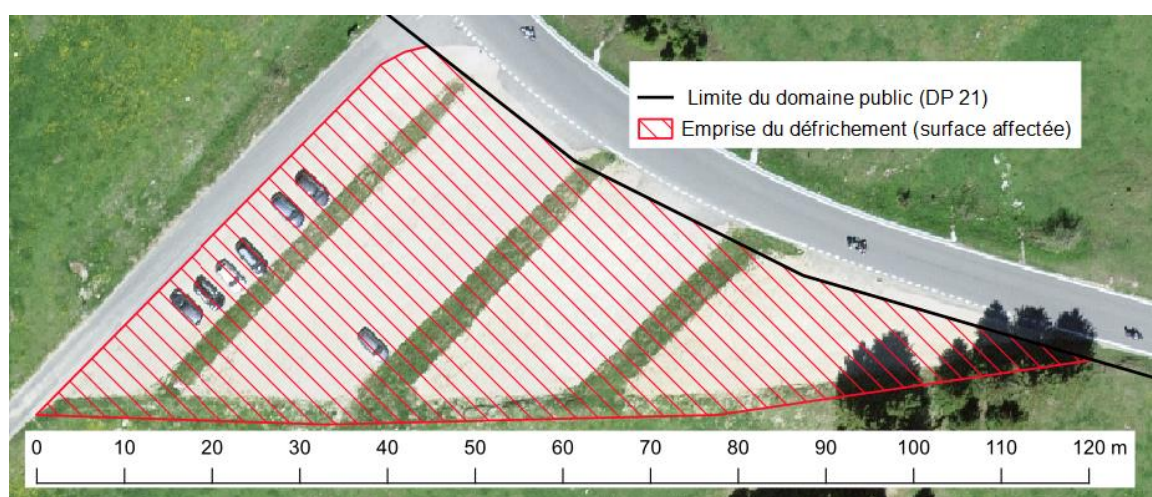 Limite du domaine public (DP 21)
Emprise du défrichement (surface affectée)
0 10 20 30 40 50 60 70 80 90 100 110 120 m